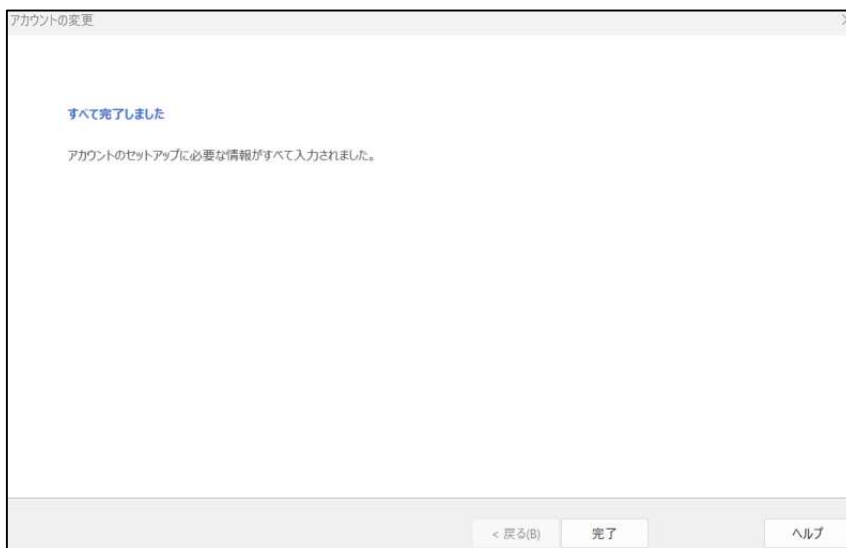 アカウントの変更
すべて完了しました
アカウントのセットアップに必要な情報がすべて入力されました。
< 戻る(B)
完了
ヘルプ